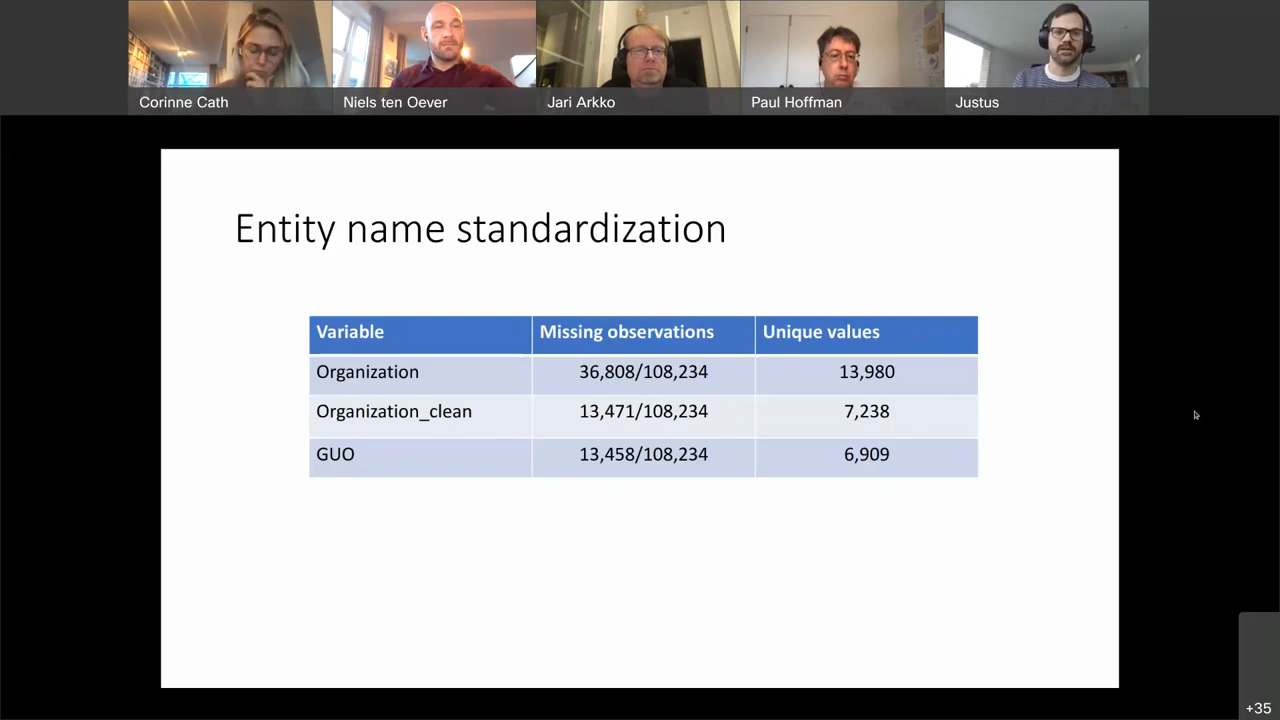 Corinne Cath
Niels ten Oever
Jari Arkko
Paul Hoffman
Justus
Entity name standardization
Variable Missing observations Unique values
Organization 36,808/108,234 13,980
Organization_clean 13,471/108,234 7,238
GUO 13,458/108,234 6,909
+35